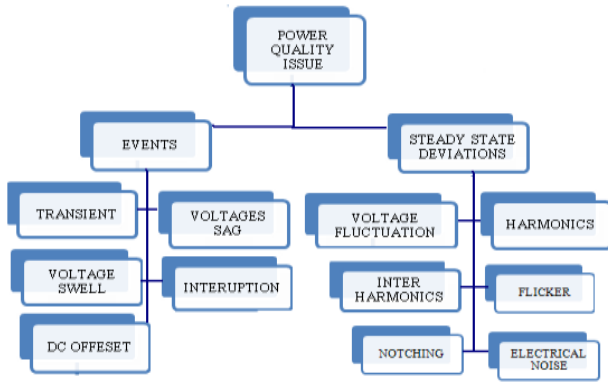 POWER
QUALITY
ISSUE
EVENTS
STEADY STATE
DEVIATIONS
TRANSIENT
VOLTAGES
SAG
VOLTAGE
SWELL
INTERUPTION
DC OFFESET
VOLTAGE
FLUCTUATION
HARMONICS
INTER
HARMONICS
FLICKER
NOTCHING
ELECTRICAL
NOISE